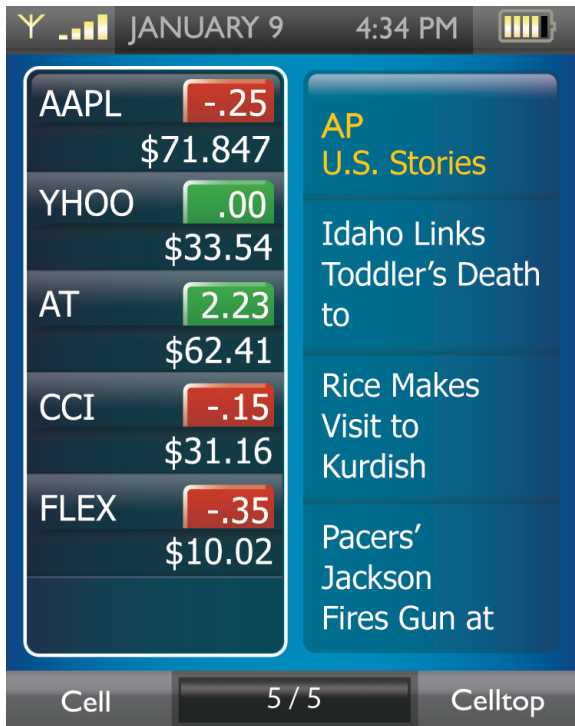 JANUARY 9 4:34 PM
AAPL -.25
$71.847
YHOO .00
$33.54
AT 2.23
$62.41
CCI -.15
$31.16
FLEX -.35
$10.02
AP
U.S. Stories
Idaho Links
Toddler’s Death
to
Rice Makes
Visit to
Kurdish
Pacers’
Jackson
Fires Gun at
Cell 5 / 5 Celltop